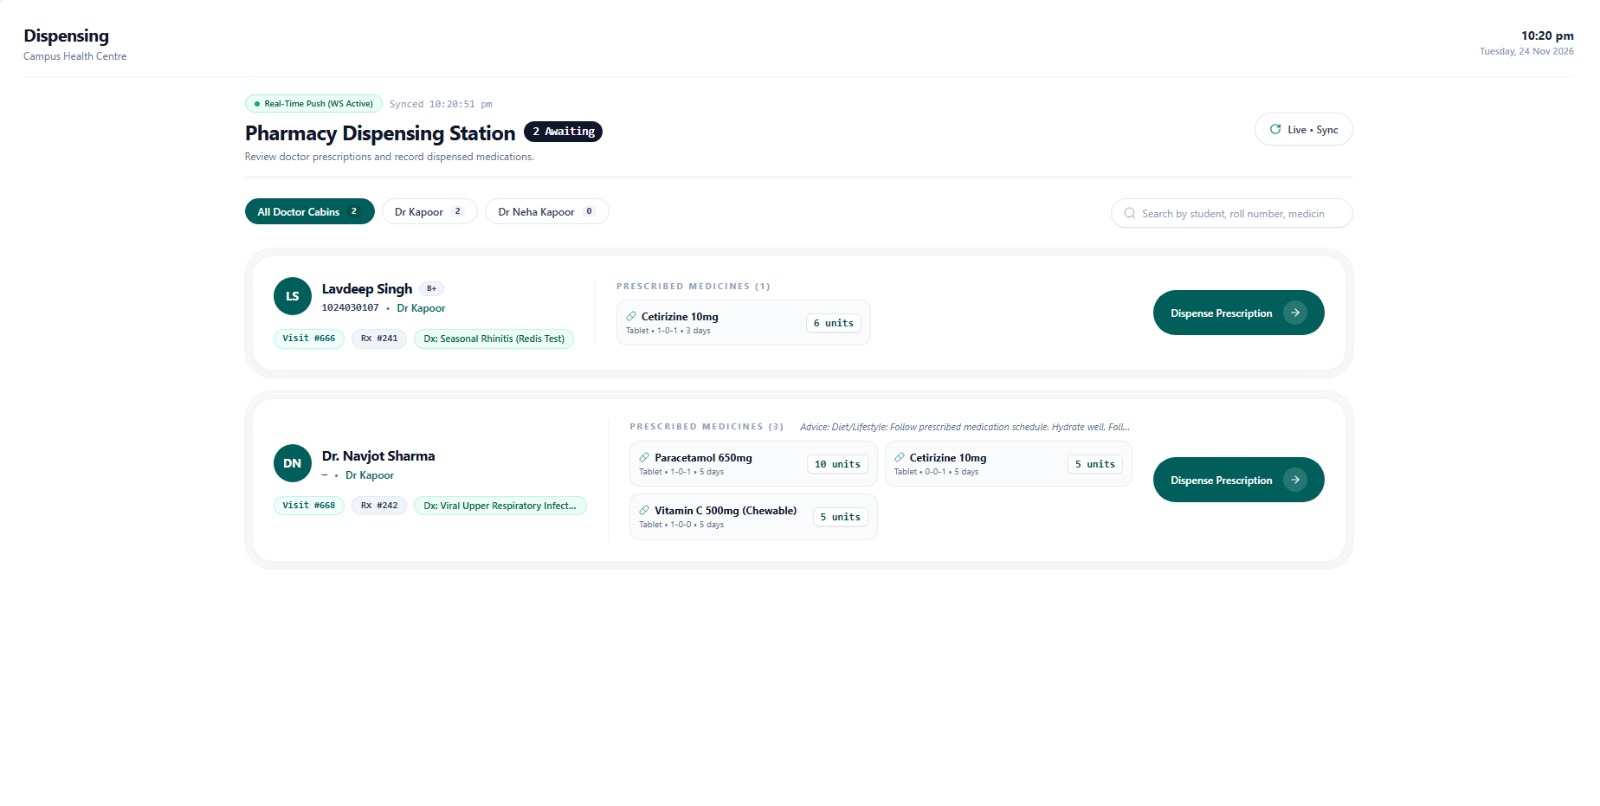 Dispensing
Campus Health Centre
10:20 pm
Tuesday, 24 Nov 2026
Real-Time Push (WS Active) Synced 10:20:51 pm
Pharmacy Dispensing Station 2 Awaiting
Review doctor prescriptions and record dispensed medications.
Live • Sync
All Doctor Cabins 2 Dr Kapoor 2 Dr Neha Kapoor 0
Search by student, roll number, medicin
LS
Lavdeep Singh B+
1024030107 • Dr Kapoor
Visit #666 Rx #241 Dx: Seasonal Rhinitis (Redis Test)
PRESCRIBED MEDICINES (1)
Cetirizine 10mg
Tablet • 1-0-1 • 3 days
6 units
Dispense Prescription →
DN
Dr. Navjot Sharma
— • Dr Kapoor
Visit #668 Rx #242 Dx: Viral Upper Respiratory Infect...
PRESCRIBED MEDICINES (3) Advice: Diet/Lifestyle: Follow prescribed medication schedule. Hydrate well. Foll...
Paracetamol 650mg
Tablet • 1-0-1 • 5 days
10 units
Cetirizine 10mg
Tablet • 0-0-1 • 5 days
5 units
Vitamin C 500mg (Chewable)
Tablet • 1-0-0 • 5 days
5 units
Dispense Prescription →